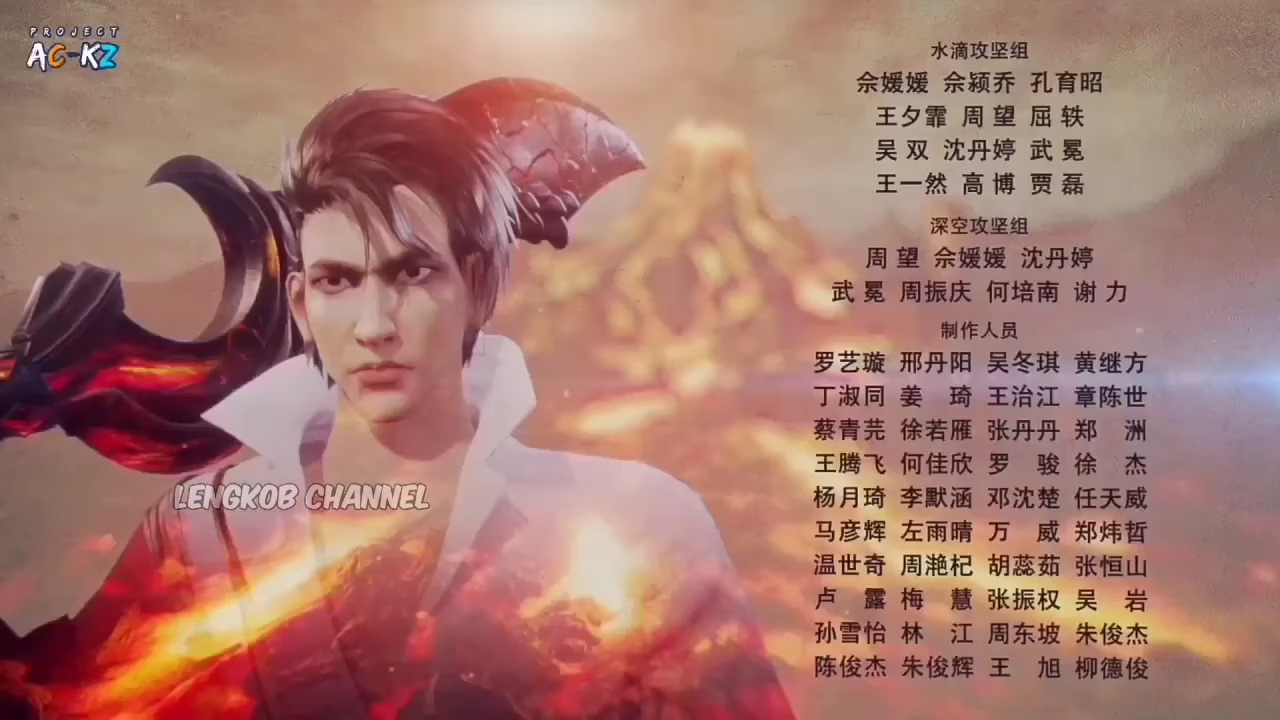 PROJECT
AC-KZ
水滴攻坚组
佘媛媛 佘颖乔 孔育昭
王夕霏 周 望 屈 轶
吴 双 沈丹婷 武 冕
王一然 高 博 贾 磊
深空攻坚组
周 望 佘媛媛 沈丹婷
武 冕 周振庆 何培南 谢 力
制作人员
罗艺璇 邢丹阳 吴冬琪 黄继方
丁淑同 姜 琦 王治江 章陈世
蔡青芫 徐若雁 张丹丹 郑 洲
王腾飞 何佳欣 罗 骏 徐 杰
杨月琦 李默涵 邓沈楚 任天威
LENGKOB CHANNEL
马彦辉 左雨晴 万 威 郑炜哲
温世奇 周滟杞 胡蕊茹 张恒山
卢 露 梅 慧 张振权 吴 岩
孙雪怡 林 江 周东坡 朱俊杰
陈俊杰 朱俊辉 王 旭 柳德俊